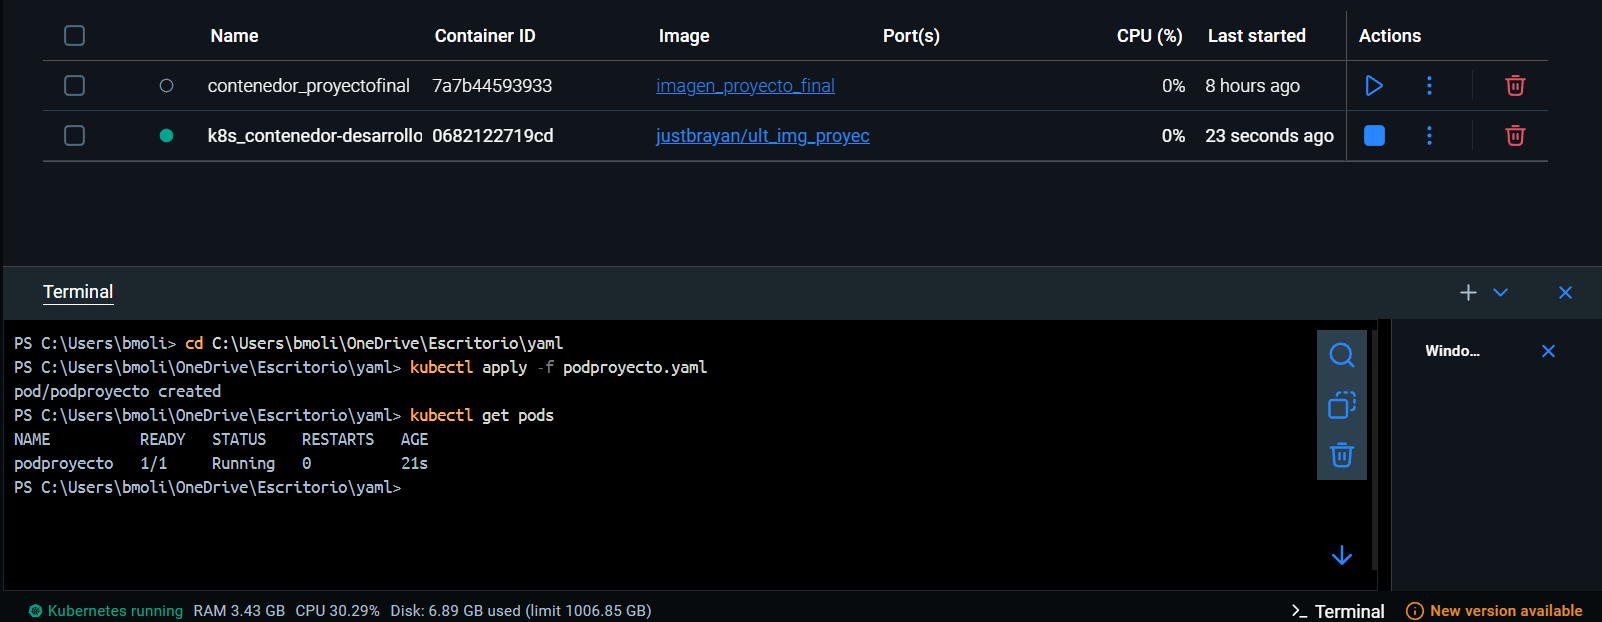 Name Container ID Image Port(s) CPU (%) Last started Actions
contenedor_proyectofinal 7a7b44593933 imagen_proyecto_final 0% 8 hours ago
k8s_contenedor-desarrollo 0682122719cd justbrayan/ult_img_proyec 0% 23 seconds ago
Terminal
PS C:\Users\bmoli> cd C:\Users\bmoli\OneDrive\Escritorio\yaml
PS C:\Users\bmoli\OneDrive\Escritorio\yaml> kubectl apply -f podproyecto.yaml
pod/podproyecto created
PS C:\Users\bmoli\OneDrive\Escritorio\yaml> kubectl get pods
NAME READY STATUS RESTARTS AGE
podproyecto 1/1 Running 0 21s
PS C:\Users\bmoli\OneDrive\Escritorio\yaml>
Windo...
Kubernetes running RAM 3.43 GB CPU 30.29% Disk: 6.89 GB used (limit 1006.85 GB) >_ Terminal New version available